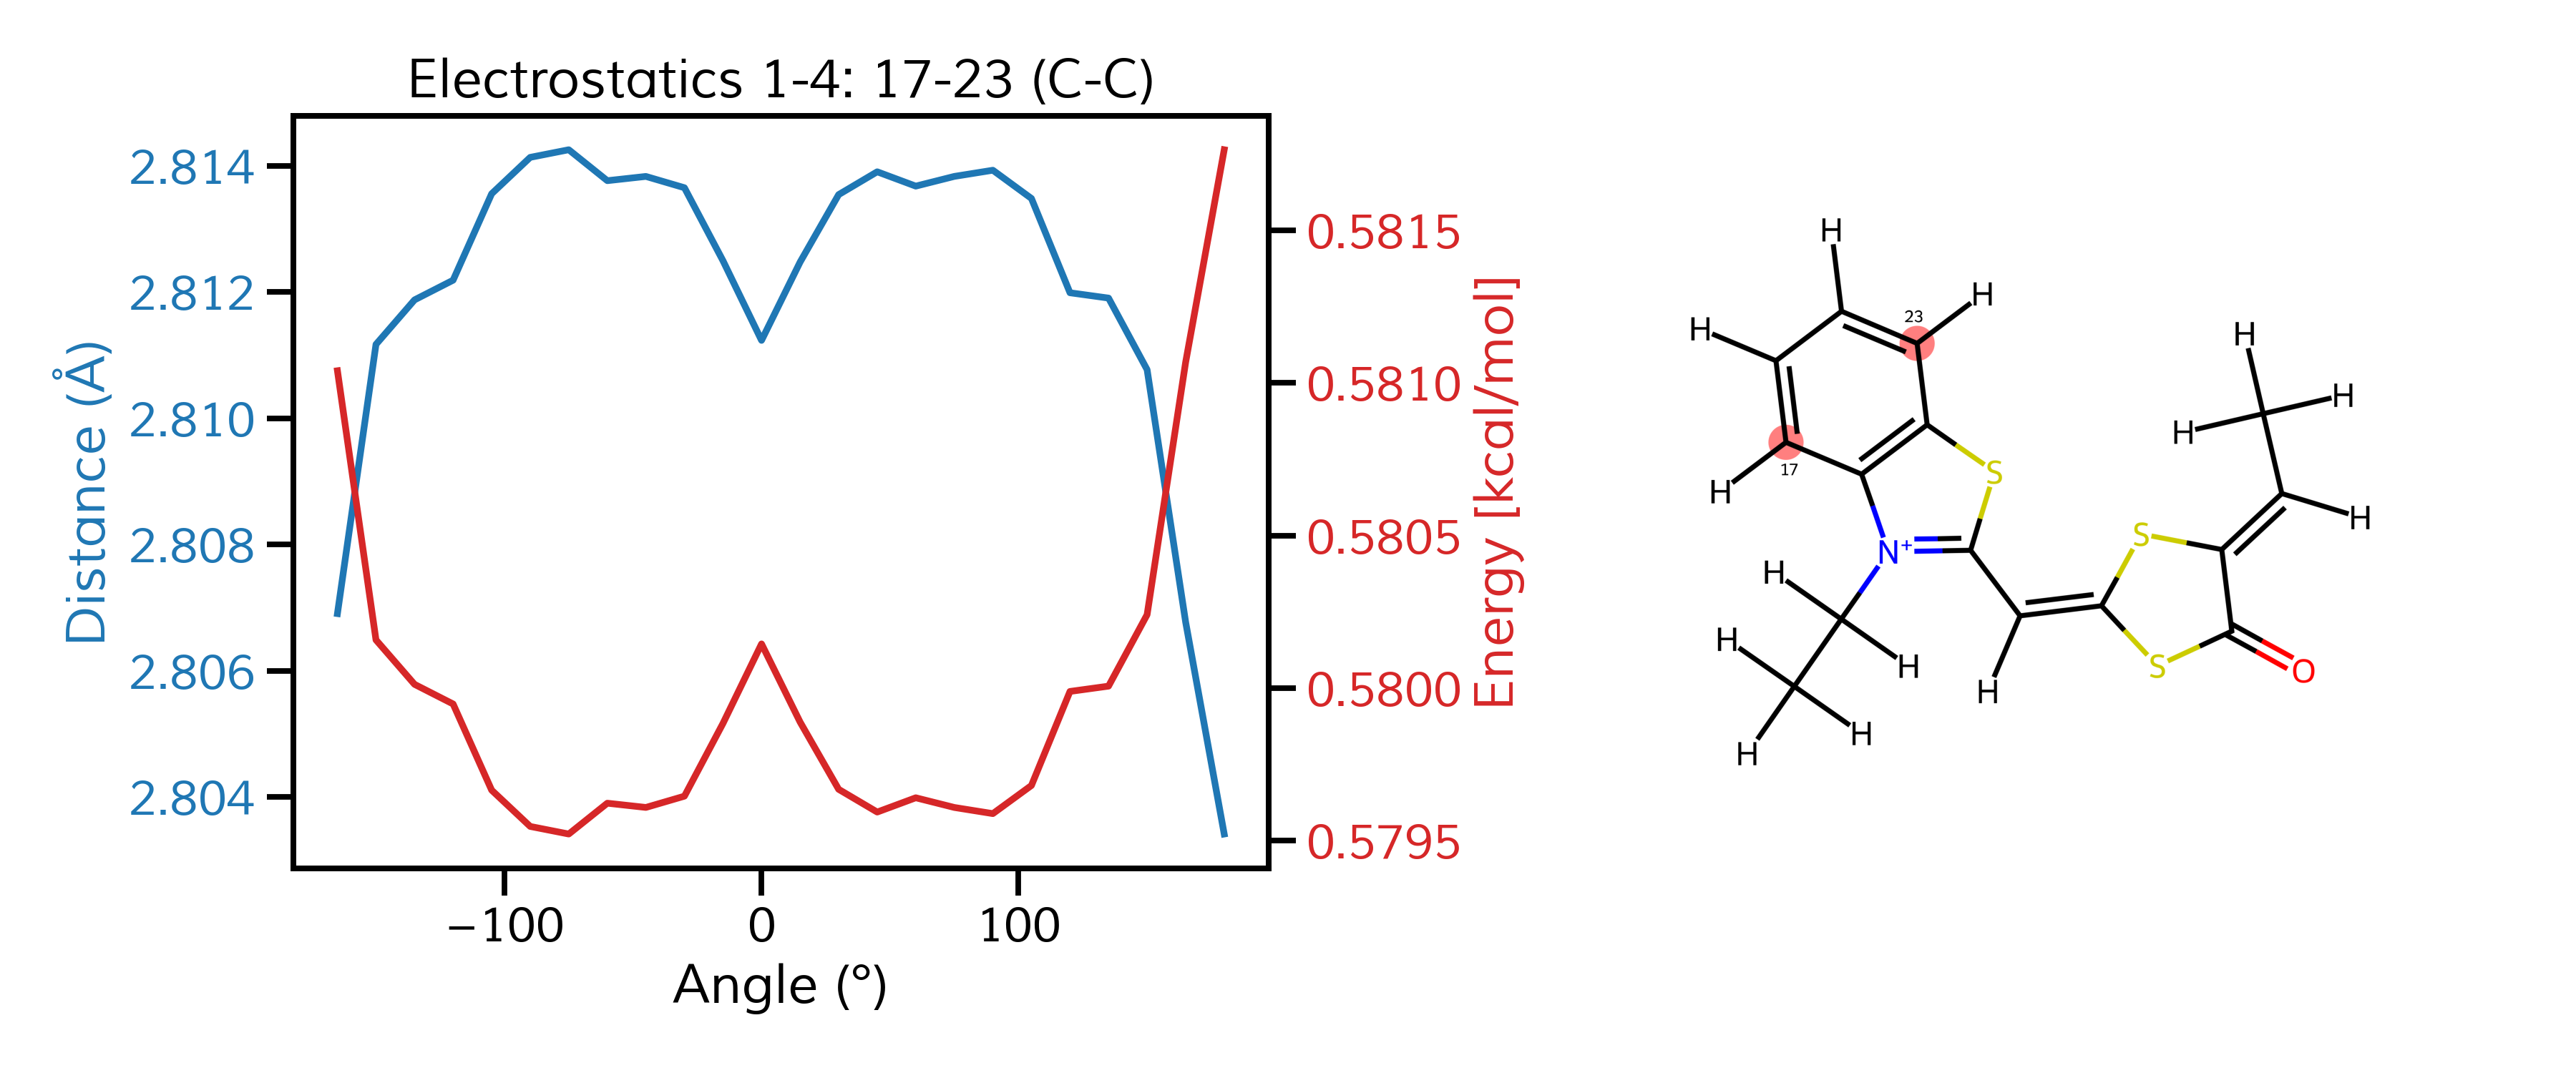 Electrostatics 1-4: 17-23 (C-C)
Distance (Å)
2.814
2.812
2.810
2.808
2.806
2.804
0.5815
0.5810
0.5805
0.5800
0.5795
Energy [kcal/mol]
−100 0 100
Angle (°)
H
H
23
H
H
H
17
S
H
H
H
S
N+
H
H
H
H
S
O
H
H
H